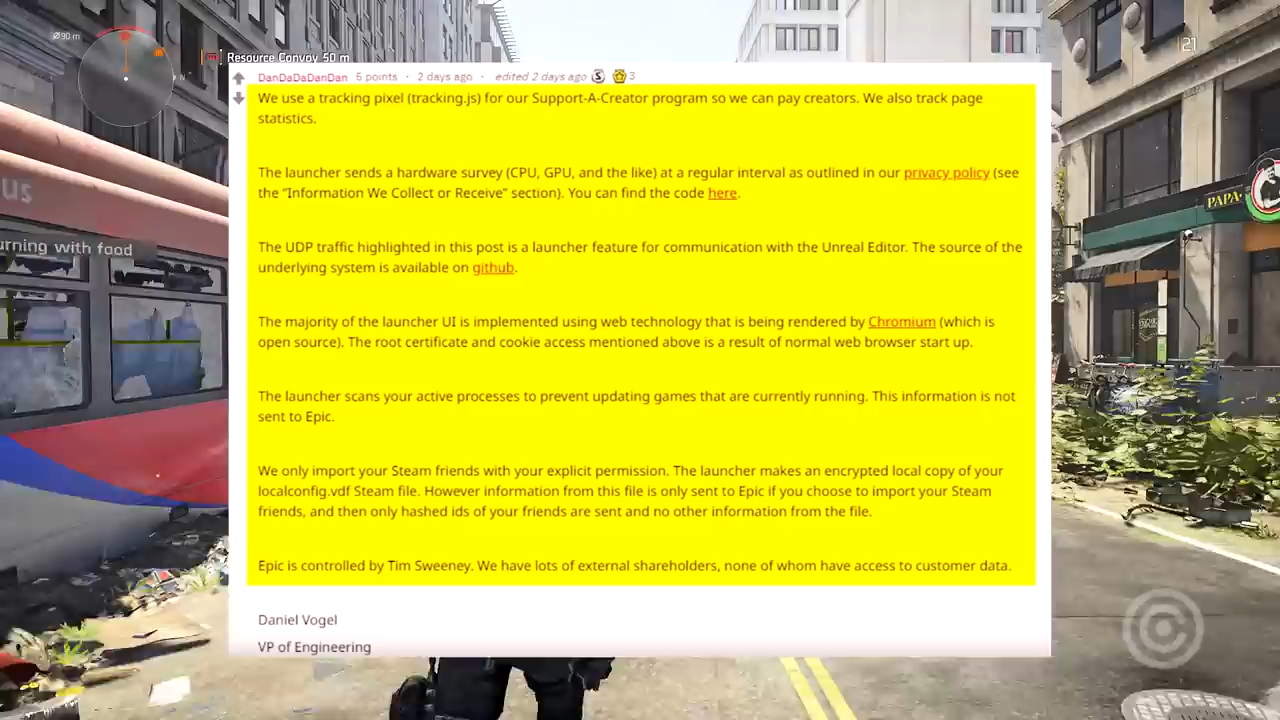 Ø90 m
Resource Convoy 50 m
21
DanDaDaDanDan 6 points · 2 days ago · edited 2 days ago S 3
We use a tracking pixel (tracking.js) for our Support-A-Creator program so we can pay creators. We also track page
statistics.
The launcher sends a hardware survey (CPU, GPU, and the like) at a regular interval as outlined in our privacy policy (see
the “Information We Collect or Receive” section). You can find the code here.
The UDP traffic highlighted in this post is a launcher feature for communication with the Unreal Editor. The source of the
underlying system is available on github.
The majority of the launcher UI is implemented using web technology that is being rendered by Chromium (which is
open source). The root certificate and cookie access mentioned above is a result of normal web browser start up.
The launcher scans your active processes to prevent updating games that are currently running. This information is not
sent to Epic.
We only import your Steam friends with your explicit permission. The launcher makes an encrypted local copy of your
localconfig.vdf Steam file. However information from this file is only sent to Epic if you choose to import your Steam
friends, and then only hashed ids of your friends are sent and no other information from the file.
Epic is controlled by Tim Sweeney. We have lots of external shareholders, none of whom have access to customer data.
Daniel Vogel
VP of Engineering
us
urning with food
PAPA
©